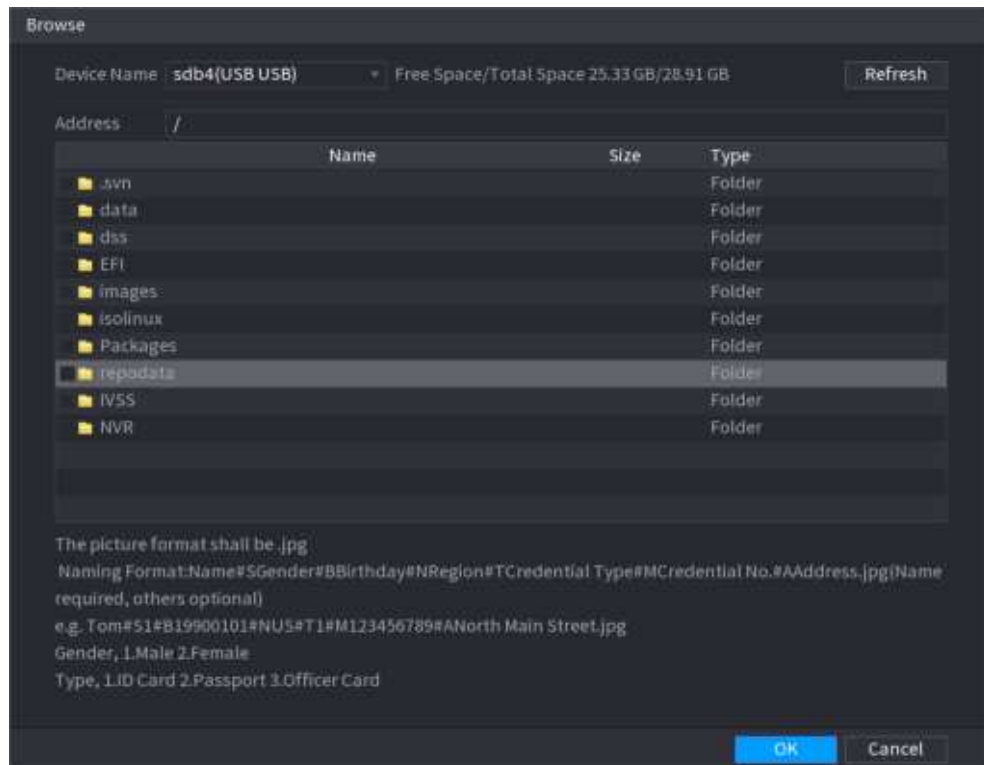 Browse
Device Name sdb4(USB USB) Free Space/Total Space 25.33 GB/28.91 GB Refresh
Address /
Name Size Type
.svn Folder
data Folder
dss Folder
EFI Folder
images Folder
isolinux Folder
Packages Folder
repodata Folder
IVSS Folder
NVR Folder
The picture format shall be .jpg
Naming Format:Name#SGender#BBirthday#NRegion#TCredential Type#MCredential No.#AAddress.jpg(Name
required, others optional)
e.g. Tom#S1#B19900101#NUS#T1#M123456789#ANorth Main Street.jpg
Gender, 1.Male 2.Female
Type, 1.ID Card 2.Passport 3.Officer Card
OK Cancel